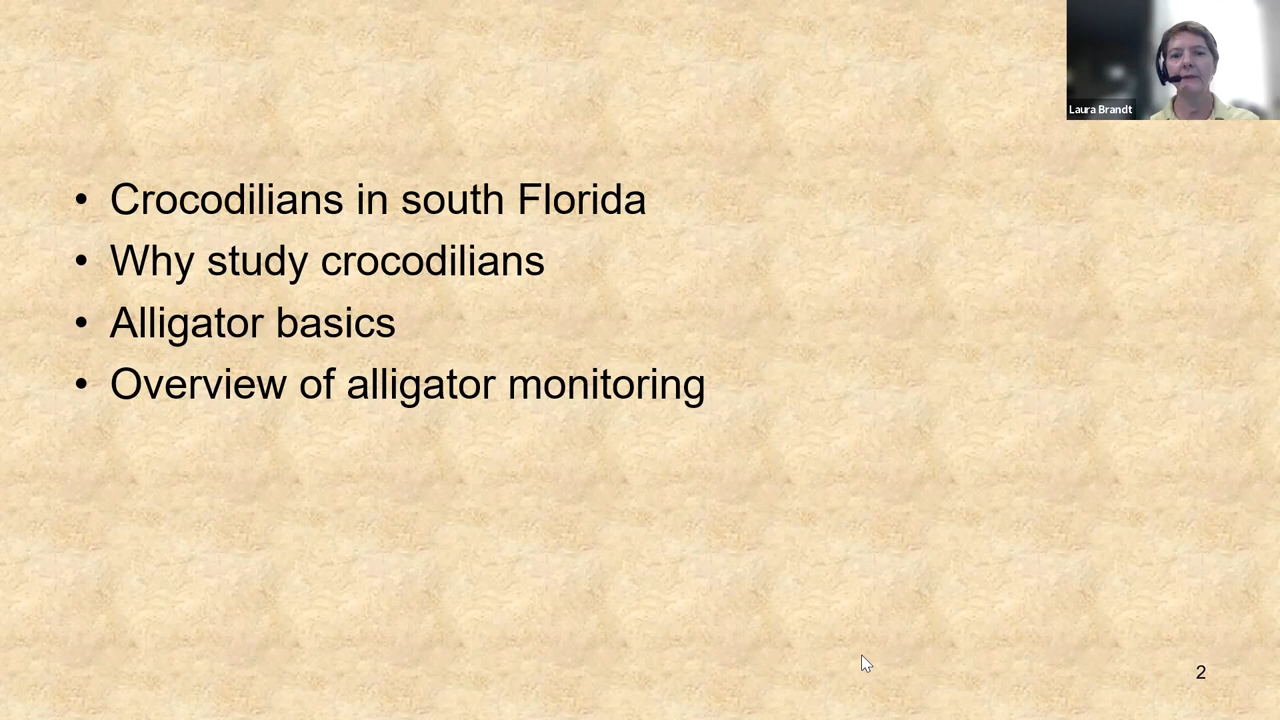 Laura Brandt
• Crocodilians in south Florida
• Why study crocodilians
• Alligator basics
• Overview of alligator monitoring
2